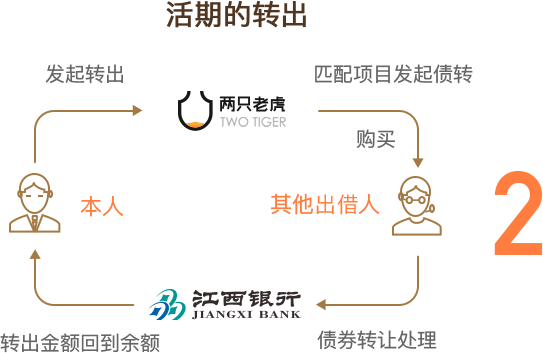 活期的转出
发起转出
匹配项目发起债转
两只老虎
TWO TIGER
购买
本人
其他出借人
2
江西银行
JIANGXI BANK
转出金额回到余额
债券转让处理